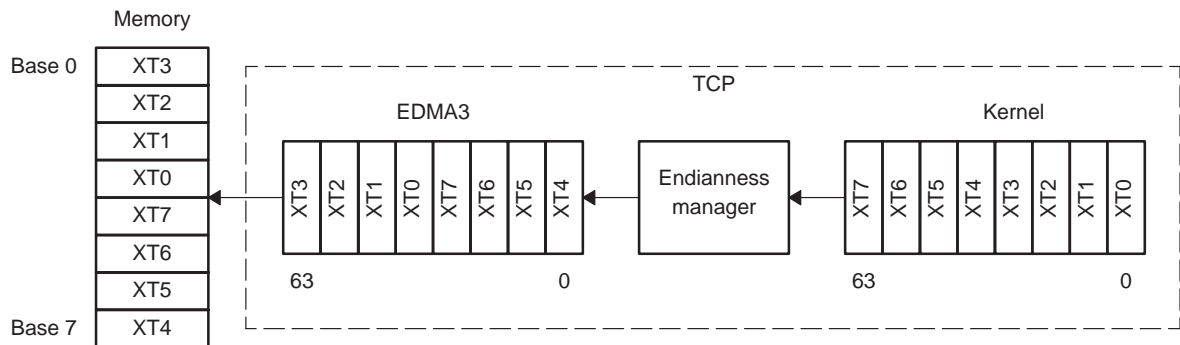 Memory
Base 0
XT3
XT2
XT1
XT0
XT7
XT6
XT5
XT4
Base 7
TCP
EDMA3
XT3
XT2
XT1
XT0
XT7
XT6
XT5
XT4
63
0
Endianness
manager
Kernel
XT7
XT6
XT5
XT4
XT3
XT2
XT1
XT0
63
0